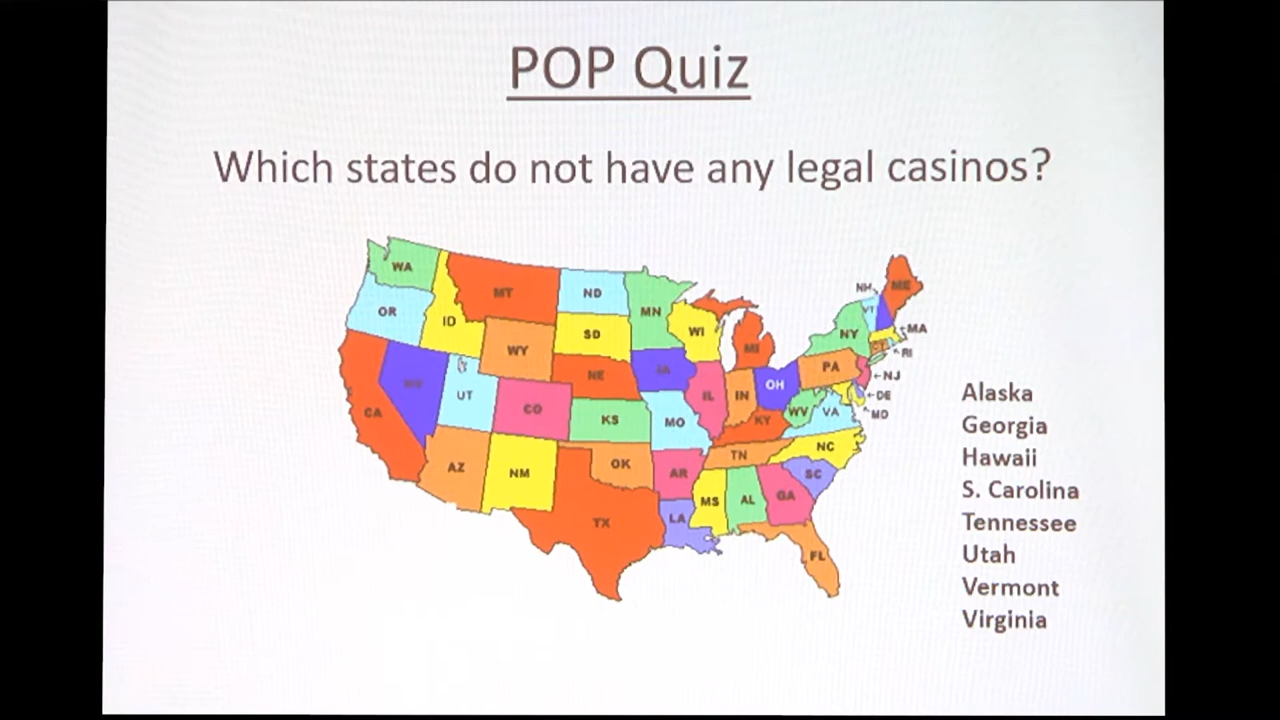 POP Quiz
Which states do not have any legal casinos?
WA
MT
ND
MN
OR
ID
SD
WI
WY
MI
NH
ME
VT
NY
MA
RI
CT
NV
UT
NE
IA
PA
NJ
CO
IL
IN
OH
DE
CA
KS
MO
WV
VA
MD
KY
AZ
NM
OK
AR
TN
NC
SC
MS
AL
GA
TX
LA
FL
Alaska
Georgia
Hawaii
S. Carolina
Tennessee
Utah
Vermont
Virginia